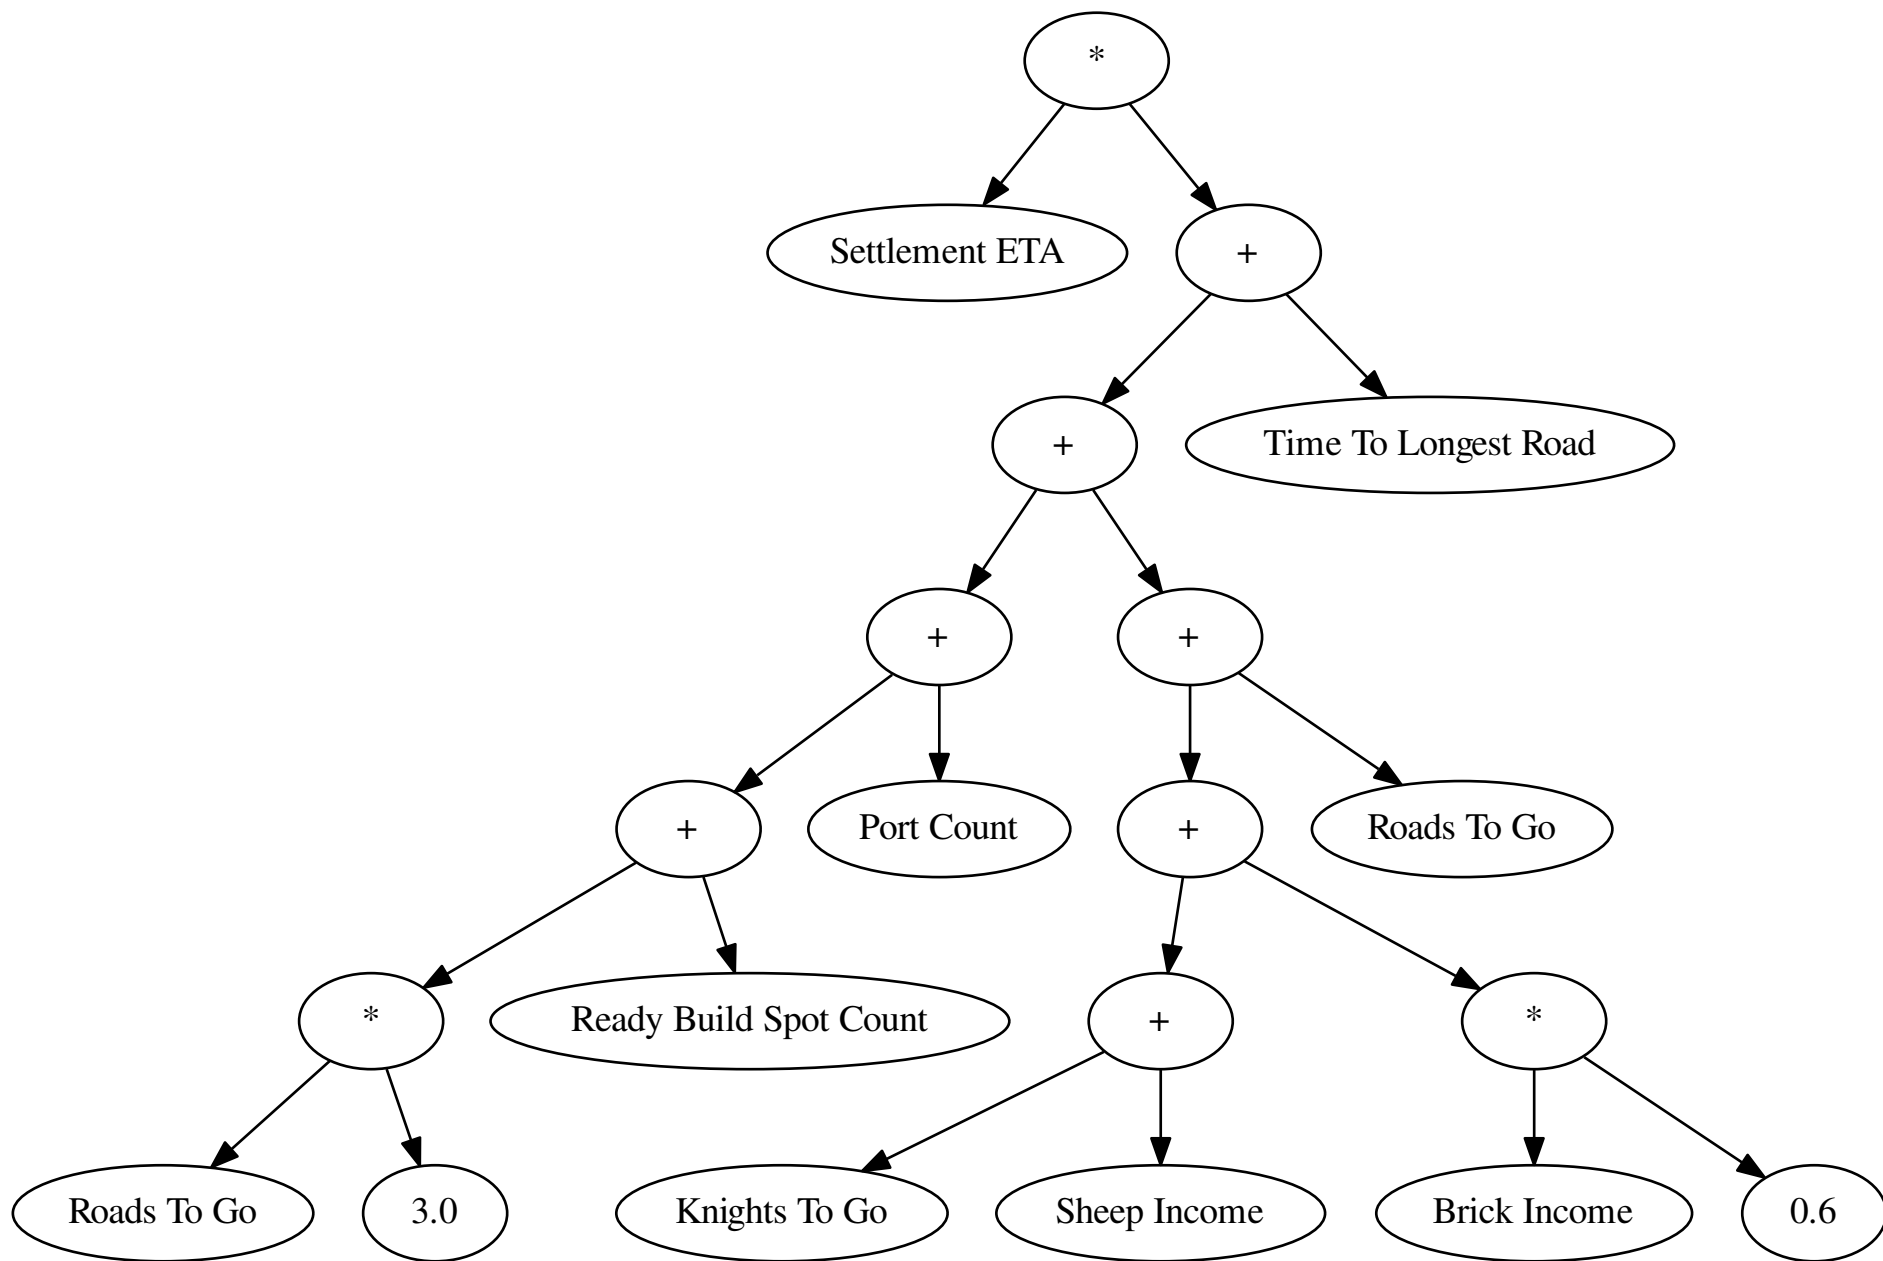 *
Settlement ETA
+
+
Time To Longest Road
+
+
+
Port Count
+
Roads To Go
*
Ready Build Spot Count
+
*
Roads To Go
3.0
Knights To Go
Sheep Income
Brick Income
0.6